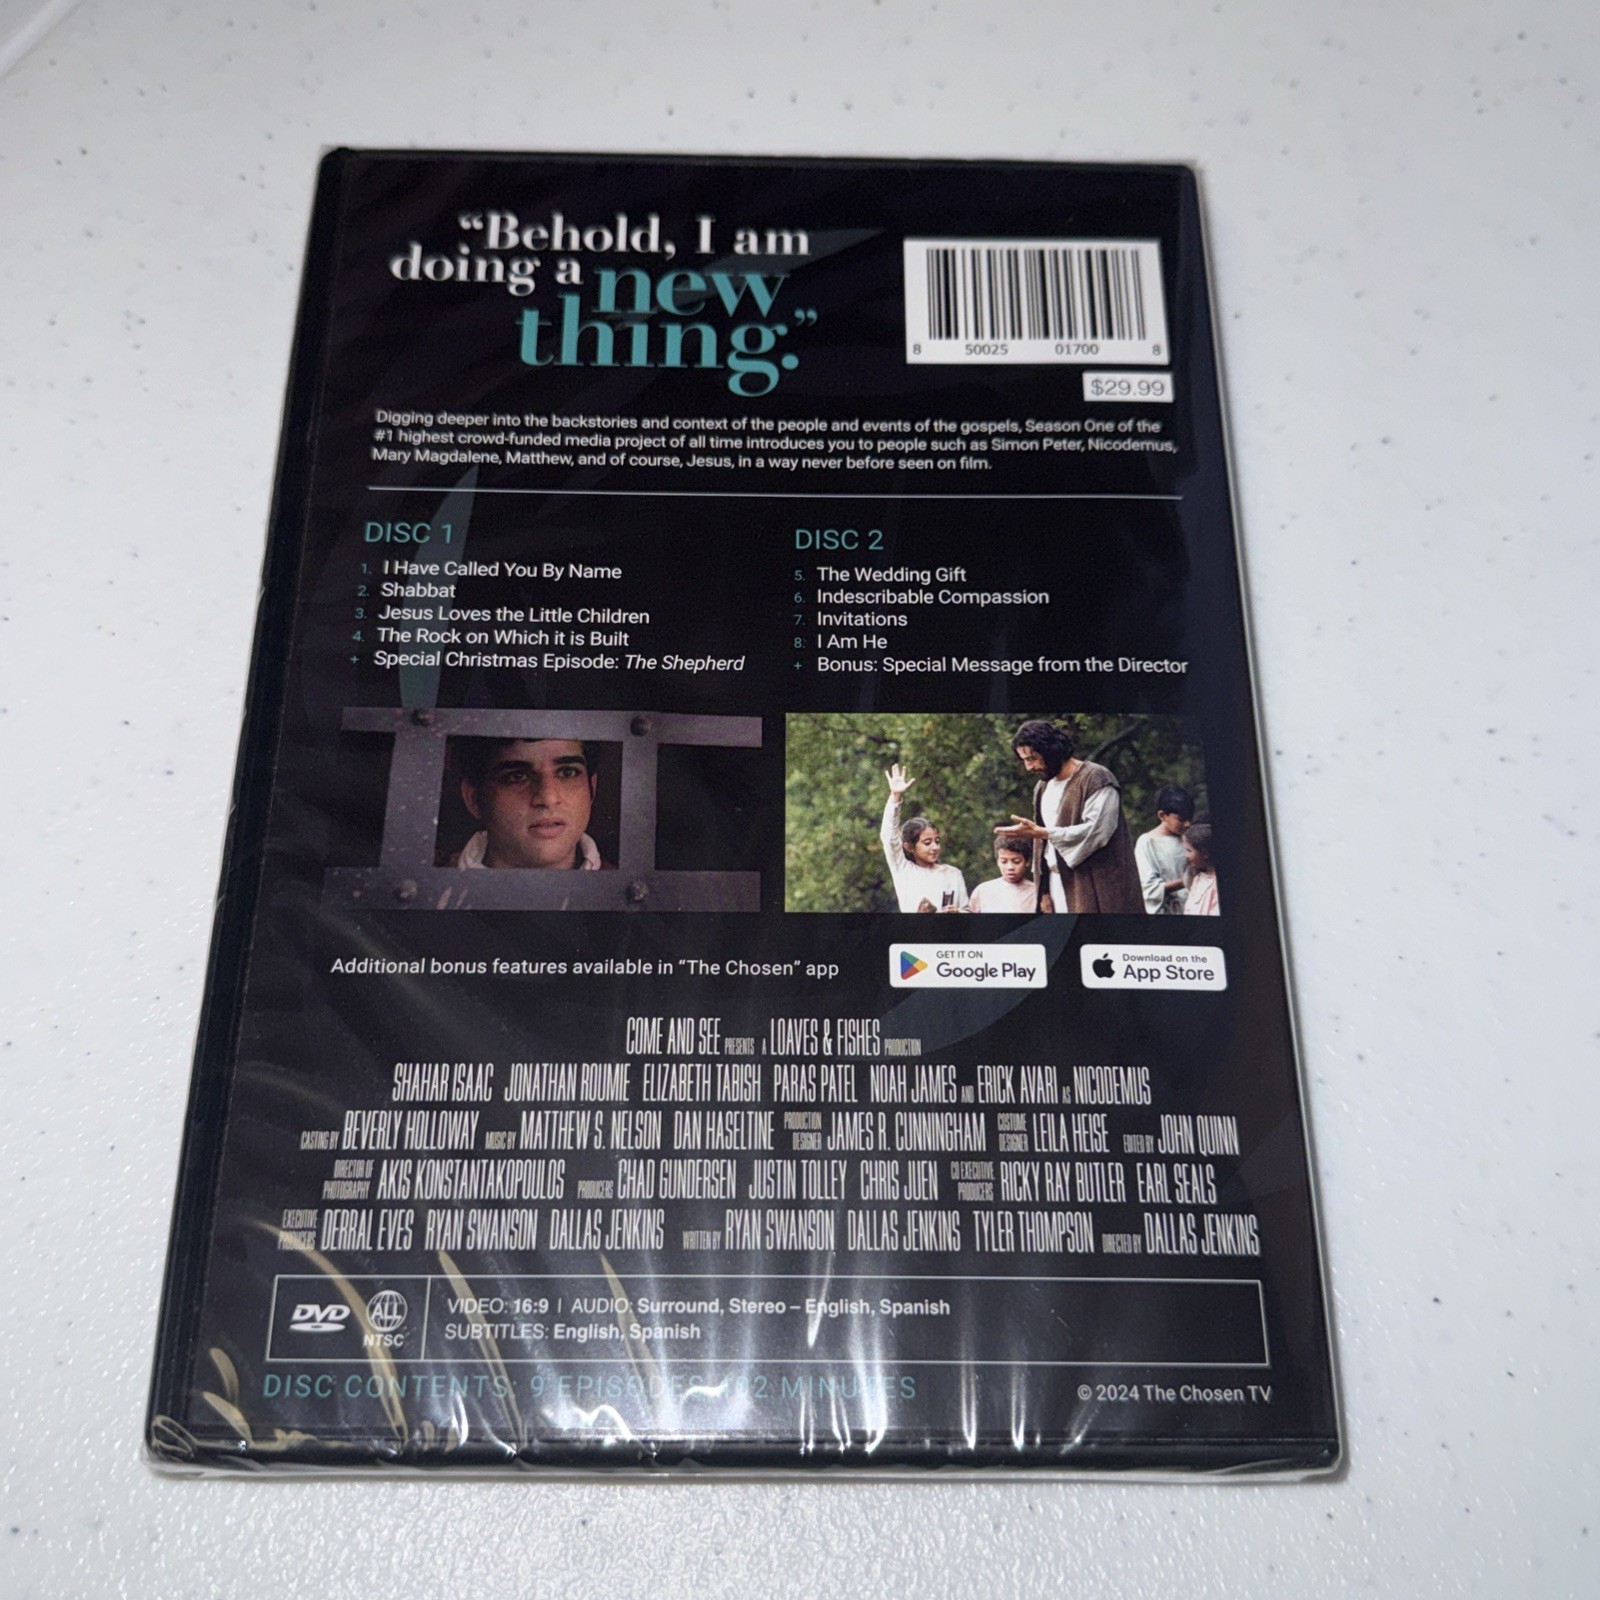 “Behold, I am
doing a new
thing.”
8 50025 01700 8
$29.99
Digging deeper into the backstories and context of the people and events of the gospels, Season One of the
#1 highest crowd-funded media project of all time introduces you to people such as Simon Peter, Nicodemus,
Mary Magdalene, Matthew, and of course, Jesus, in a way never before seen on film.
DISC 1
1. I Have Called You By Name
2. Shabbat
3. Jesus Loves the Little Children
4. The Rock on Which it is Built
+ Special Christmas Episode: The Shepherd
DISC 2
5. The Wedding Gift
6. Indescribable Compassion
7. Invitations
8. I Am He
+ Bonus: Special Message from the Director
Additional bonus features available in “The Chosen” app
GET IT ON
Google Play
Download on the
App Store
COME AND SEE PRESENTS A LOAVES & FISHES PRODUCTION
SHAHAR ISAAC JONATHAN ROUMIE ELIZABETH TABISH PARAS PATEL NOAH JAMES AND ERICK AVARI AS NICODEMUS
CASTING BY BEVERLY HOLLOWAY MUSIC BY MATTHEW S. NELSON DAN HASELTINE PRODUCTION DESIGNER JAMES R. CUNNINGHAM COSTUME DESIGNER LEILA HEISE EDITED BY JOHN QUINN
DIRECTOR OF PHOTOGRAPHY AKIS KONSTANTAKOPOULOS PRODUCERS CHAD GUNDERSEN JUSTIN TOLLEY CHRIS JUEN CO EXECUTIVE PRODUCERS RICKY RAY BUTLER EARL SEALS
EXECUTIVE PRODUCERS DERRAL EVES RYAN SWANSON DALLAS JENKINS WRITTEN BY RYAN SWANSON DALLAS JENKINS TYLER THOMPSON DIRECTED BY DALLAS JENKINS
DVD
ALL
NTSC
VIDEO: 16:9 | AUDIO: Surround, Stereo – English, Spanish
SUBTITLES: English, Spanish
DISC CONTENTS: 9 EPISODES MINUTES
© 2024 The Chosen TV